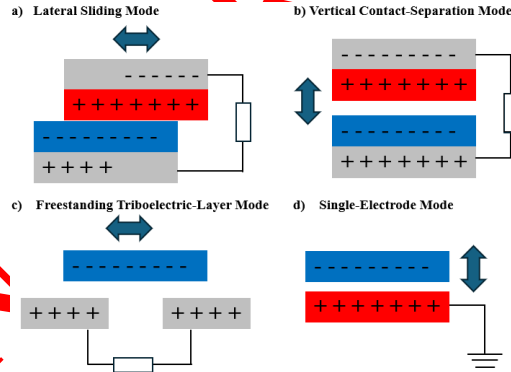 a) Lateral Sliding Mode
- - - - - -
+ + + + + + +
- - - - - - - - -
+ + + +
b) Vertical Contact-Separation Mode
- - - - - - - - -
+ + + + + + +
- - - - - - - - -
+ + + + + + +
c) Freestanding Triboelectric-Layer Mode
- - - - - - - - -
+ + + + + + + +
d) Single-Electrode Mode
- - - - - - - - -
+ + + + + + +